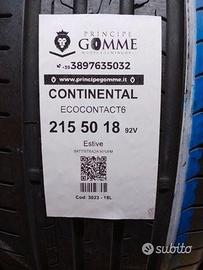 PRINCIPE
GOMME
+39 3897635032
www.principegomme.it
CONTINENTAL
ECOCONTACT6
215 50 18 92V
Estive
Cod: 3023 - 18L
subito